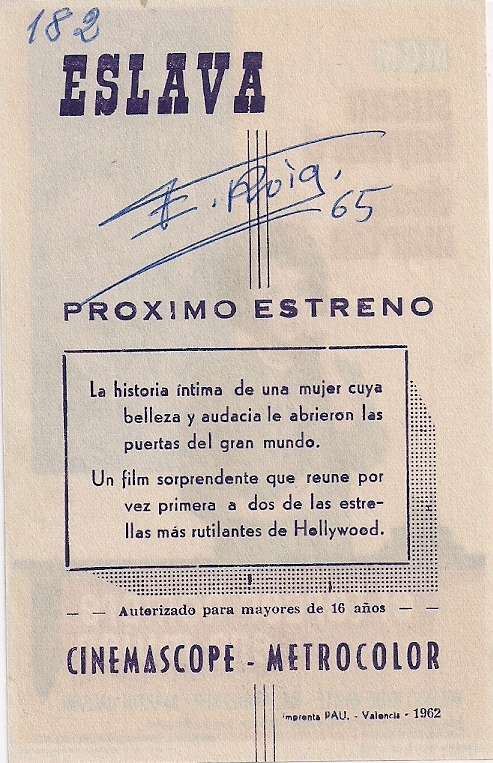 182
ESLAVA
E. Roig.
65
PROXIMO ESTRENO
La historia íntima de una mujer cuya
belleza y audacia le abrieron las
puertas del gran mundo.
Un film sorprendente que reune por
vez primera a dos de las estre-
llas más rutilantes de Hollywood.
— — Autorizado para mayores de 16 años — —
CINEMASCOPE - METROCOLOR
Imprenta PAU. - Valencia - 1962